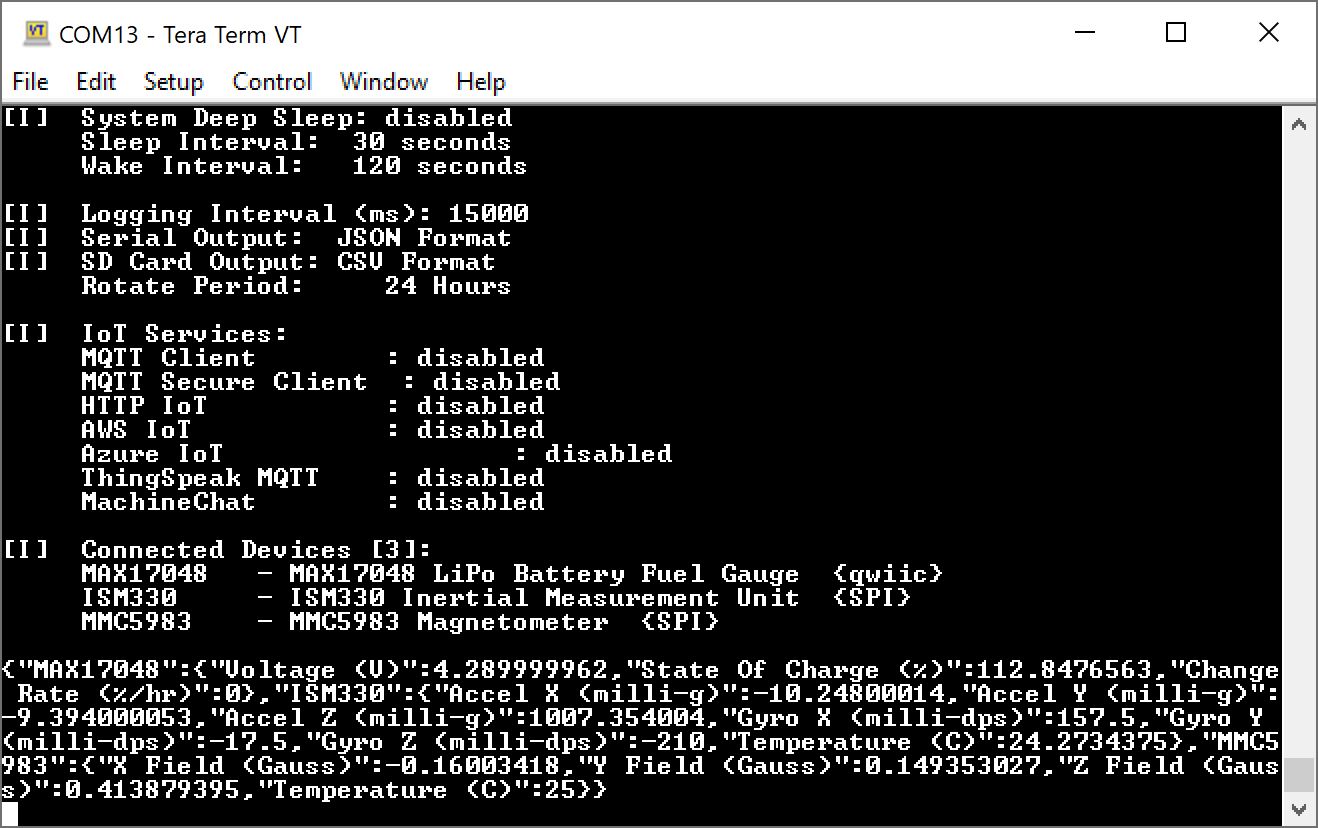 COM13 - Tera Term VT
File Edit Setup Control Window Help
[I]  System Deep Sleep: disabled
     Sleep Interval:  30 seconds
     Wake Interval:   120 seconds
[I]  Logging Interval (ms): 15000
[I]  Serial Output:  JSON Format
[I]  SD Card Output: CSV Format
     Rotate Period:     24 Hours
[I]  IoT Services:
     MQTT Client        : disabled
     MQTT Secure Client  : disabled
     HTTP IoT           : disabled
     AWS IoT            : disabled
     Azure IoT                  : disabled
     ThingSpeak MQTT    : disabled
     MachineChat        : disabled
[I]  Connected Devices [3]:
     MAX17048   - MAX17048 LiPo Battery Fuel Gauge  {qwiic}
     ISM330     - ISM330 Inertial Measurement Unit  {SPI}
     MMC5983    - MMC5983 Magnetometer  {SPI}
{"MAX17048":{"Voltage (V)":4.289999962,"State Of Charge (%)":112.8476563,"Change
 Rate (%/hr)":0},"ISM330":{"Accel X (milli-g)":-10.24800014,"Accel Y (milli-g)":
-9.394000053,"Accel Z (milli-g)":1007.354004,"Gyro X (milli-dps)":157.5,"Gyro Y
(milli-dps)":-17.5,"Gyro Z (milli-dps)":-210,"Temperature (C)":24.2734375},"MMC5
983":{"X Field (Gauss)":-0.16003418,"Y Field (Gauss)":0.149353027,"Z Field (Gaus
s)":0.413879395,"Temperature (C)":25}}